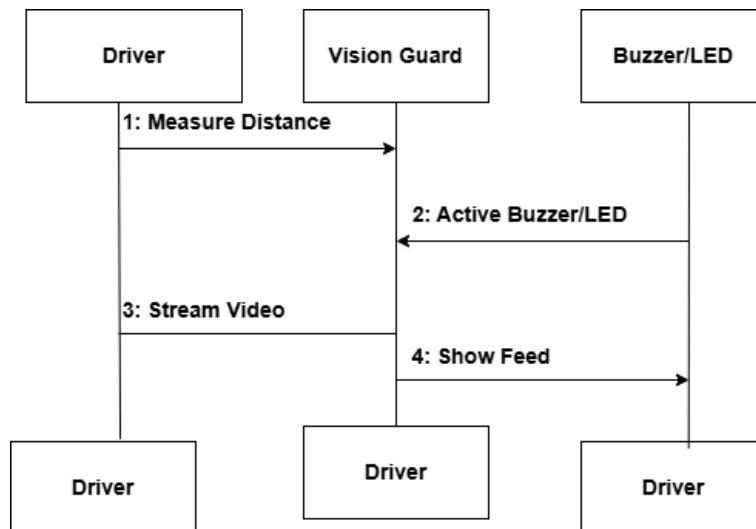 Driver
Vision Guard
Buzzer/LED
1: Measure Distance
2: Active Buzzer/LED
3: Stream Video
4: Show Feed
Driver
Driver
Driver